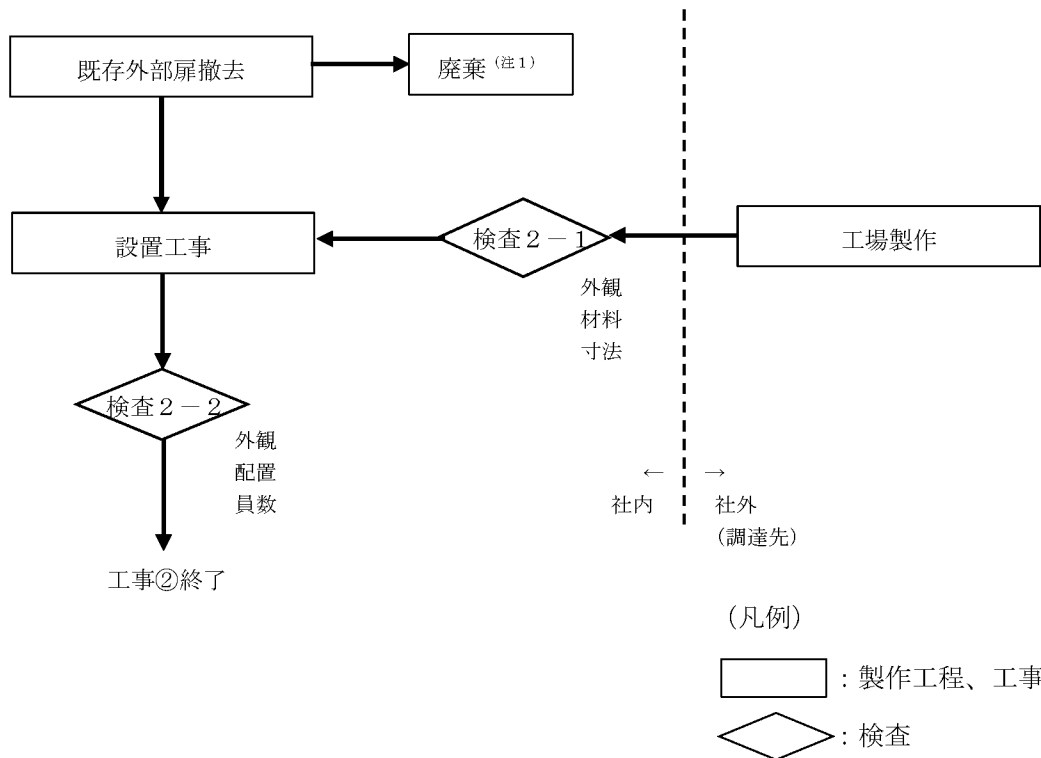 既存外部扉撤去
廃棄（注１）
設置工事
検査２－１
工場製作
外観
材料
寸法
検査２－２
外観
配置
員数
← →
社内 社外
（調達先）
工事②終了
（凡例）
：製作工程、工事
：検査